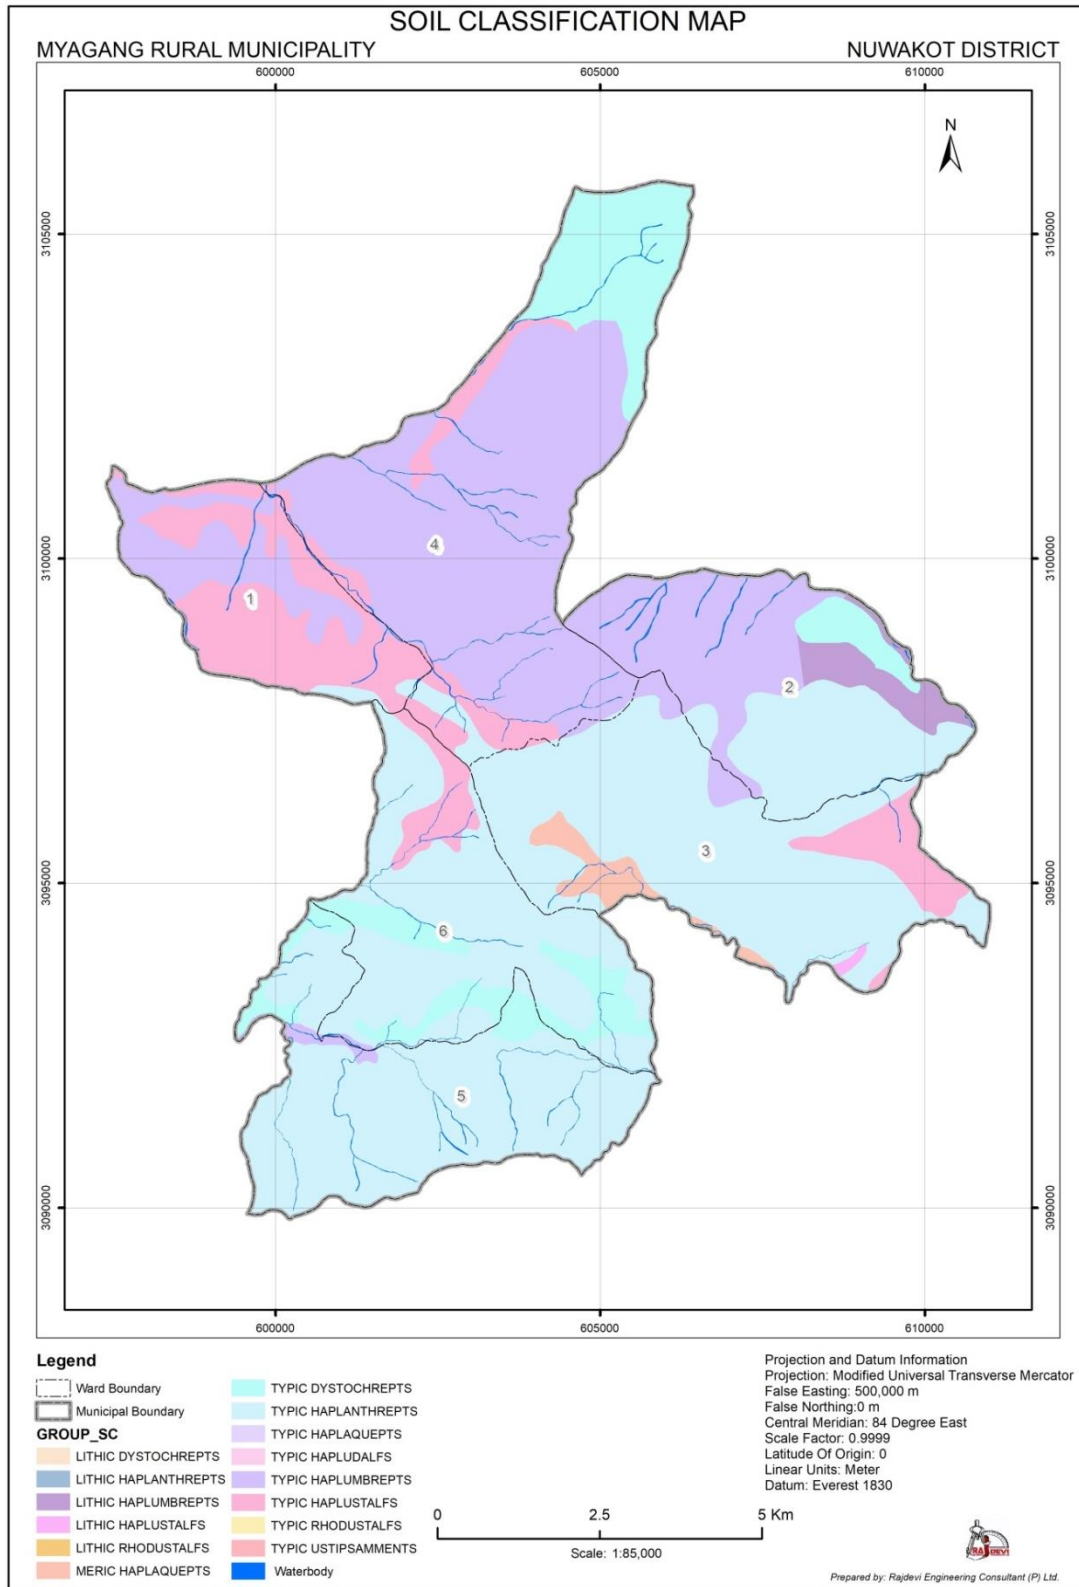 SOIL CLASSIFICATION MAP
MYAGANG RURAL MUNICIPALITY NUWAKOT DISTRICT
600000 605000 610000
N
3105000 3105000
4
3100000 3100000
1
2
3
3095000 3095000
6
5
3090000 3090000
600000 605000 610000
Legend
Ward Boundary
Municipal Boundary
GROUP_SC
LITHIC DYSTOCHREPTS
LITHIC HAPLANTHREPTS
LITHIC HAPLUMBREPTS
LITHIC HAPLUSTALFS
LITHIC RHODUSTALFS
MERIC HAPLAQUEPTS
TYPIC DYSTOCHREPTS
TYPIC HAPLANTHREPTS
TYPIC HAPLAQUEPTS
TYPIC HAPLUDALFS
TYPIC HAPLUMBREPTS
TYPIC HAPLUSTALFS
TYPIC RHODUSTALFS
TYPIC USTIPSAMMENTS
Waterbody
0 2.5 5 Km
Scale: 1:85,000
Projection and Datum Information
Projection: Modified Universal Transverse Mercator
False Easting: 500,000 m
False Northing:0 m
Central Meridian: 84 Degree East
Scale Factor: 0.9999
Latitude Of Origin: 0
Linear Units: Meter
Datum: Everest 1830
Prepared by: Rajdevi Engineering Consultant (P) Ltd.